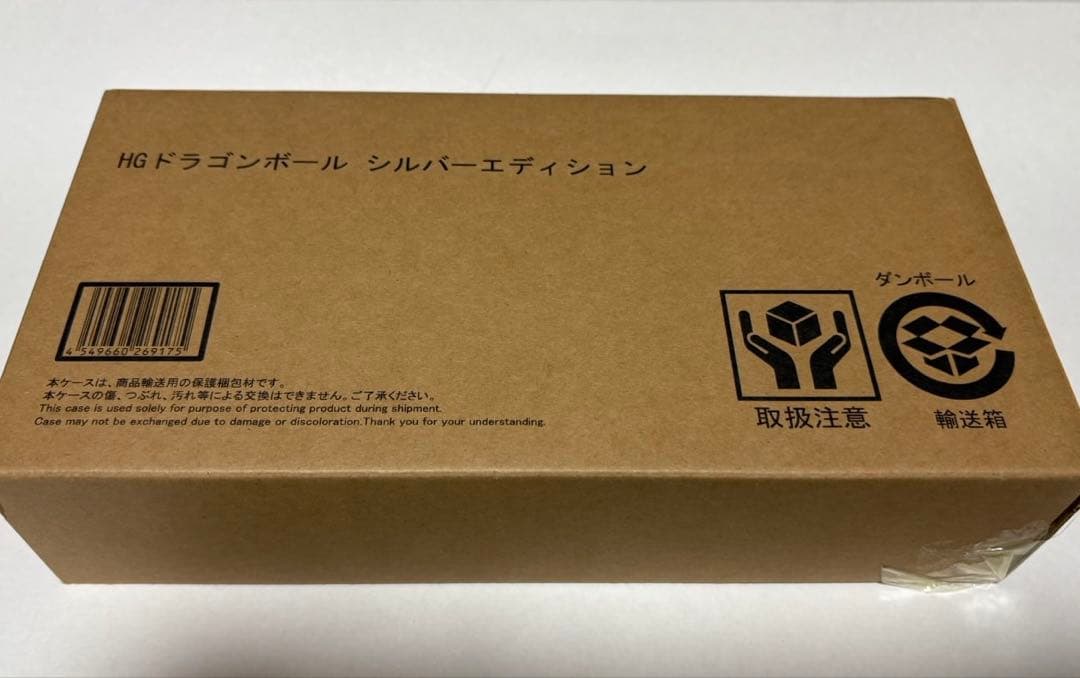 HGドラゴンボール シルバーエディション
4 549660 269175
本ケースは、商品輸送用の保護梱包材です。
本ケースの傷、つぶれ、汚れ等による交換はできません。ご了承ください。
This case is used solely for purpose of protecting product during shipment.
Case may not be exchanged due to damage or discoloration.Thank you for your understanding.
取扱注意
ダンボール
輸送箱